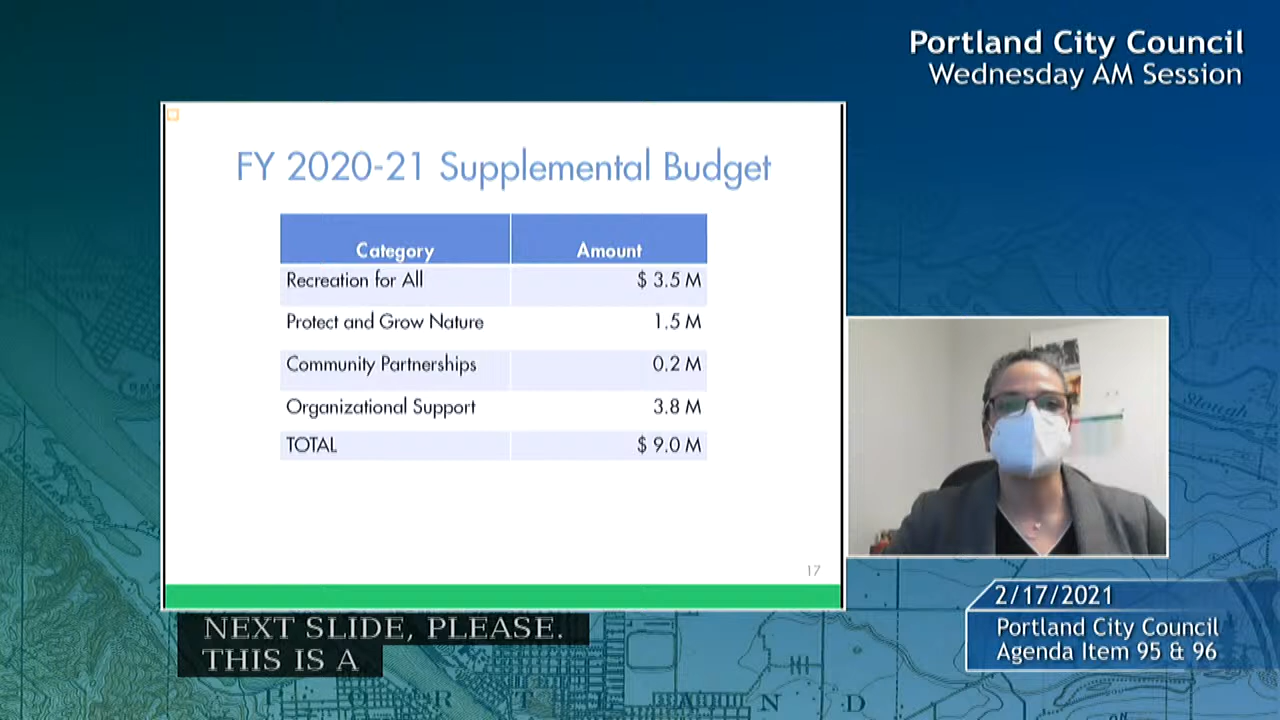 Portland City Council
Wednesday AM Session
FY 2020-21 Supplemental Budget
Category Amount
Recreation for All $ 3.5 M
Protect and Grow Nature 1.5 M
Community Partnerships 0.2 M
Organizational Support 3.8 M
TOTAL $ 9.0 M
17
Slough
2/17/2021
Portland City Council
Agenda Item 95 & 96
NEXT SLIDE, PLEASE.
THIS IS A
P O R T L A N D